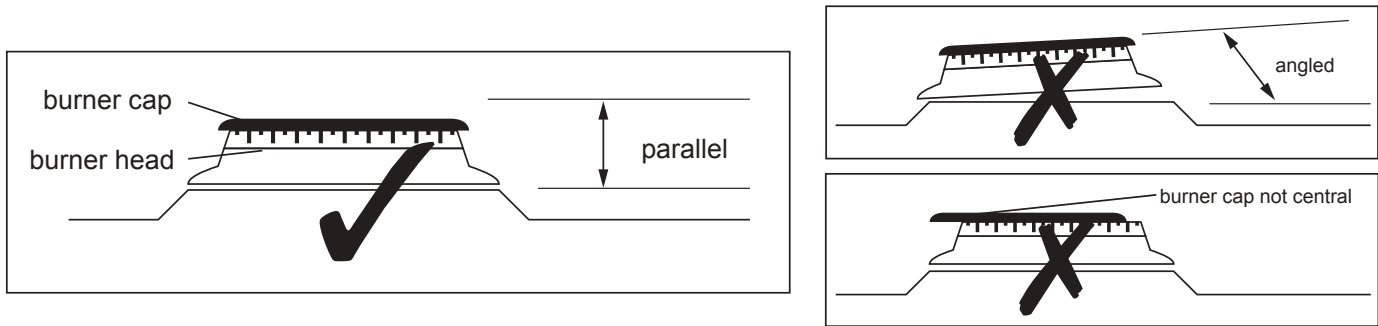 burner cap
burner head
parallel
angled
burner cap not central